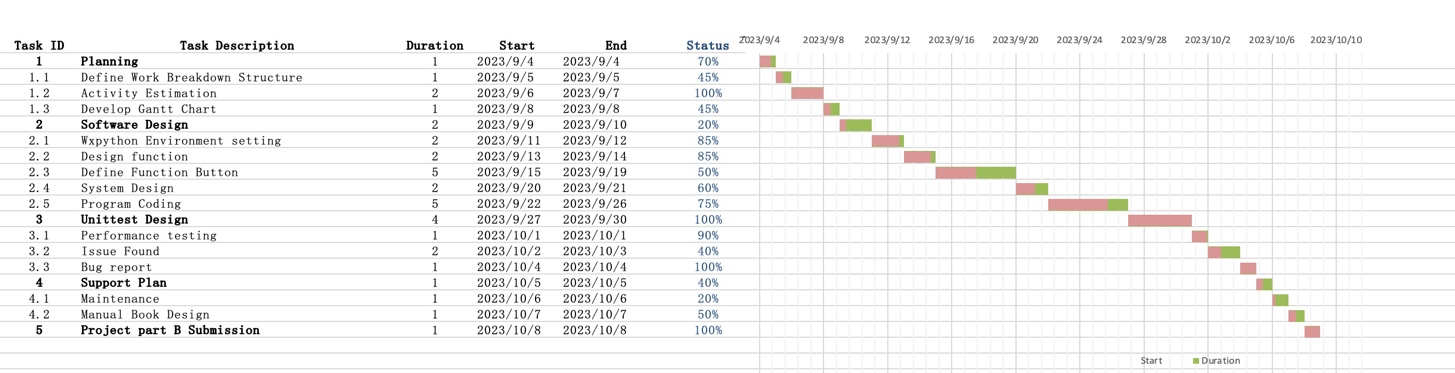 2023/9/4 2023/9/8 2023/9/12 2023/9/16 2023/9/20 2023/9/24 2023/9/28 2023/10/2 2023/10/6 2023/10/10
Task ID Task Description Duration Start End Status
1 Planning 1 2023/9/4 2023/9/4 70%
1.1 Define Work Breakdown Structure 1 2023/9/5 2023/9/5 45%
1.2 Activity Estimation 2 2023/9/6 2023/9/7 100%
1.3 Develop Gantt Chart 1 2023/9/8 2023/9/8 45%
2 Software Design 2 2023/9/9 2023/9/10 20%
2.1 Wxpython Environment setting 2 2023/9/11 2023/9/12 85%
2.2 Design function 2 2023/9/13 2023/9/14 85%
2.3 Define Function Button 5 2023/9/15 2023/9/19 50%
2.4 System Design 2 2023/9/20 2023/9/21 60%
2.5 Program Coding 5 2023/9/22 2023/9/26 75%
3 Unittest Design 4 2023/9/27 2023/9/30 100%
3.1 Performance testing 1 2023/10/1 2023/10/1 90%
3.2 Issue Found 2 2023/10/2 2023/10/3 40%
3.3 Bug report 1 2023/10/4 2023/10/4 100%
4 Support Plan 1 2023/10/5 2023/10/5 40%
4.1 Maintenance 1 2023/10/6 2023/10/6 20%
4.2 Manual Book Design 1 2023/10/7 2023/10/7 50%
5 Project part B Submission 1 2023/10/8 2023/10/8 100%
Start Duration